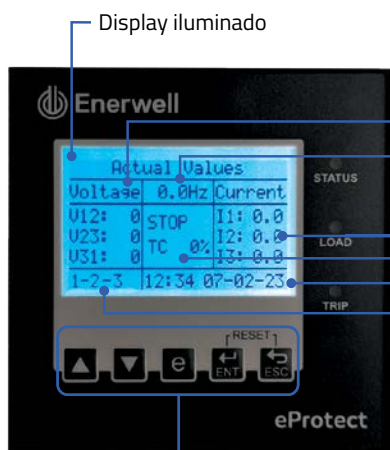 Display iluminado
Enerwell
Actual Values
Voltage 0.0Hz Current
V12: 0 STOP I1: 0.0
V23: 0 TC 0% I2: 0.0
V31: 0 I3: 0.0
1-2-3 12:34 07-02-23
STATUS
LOAD
TRIP
RESET
e ENT ESC
eProtect